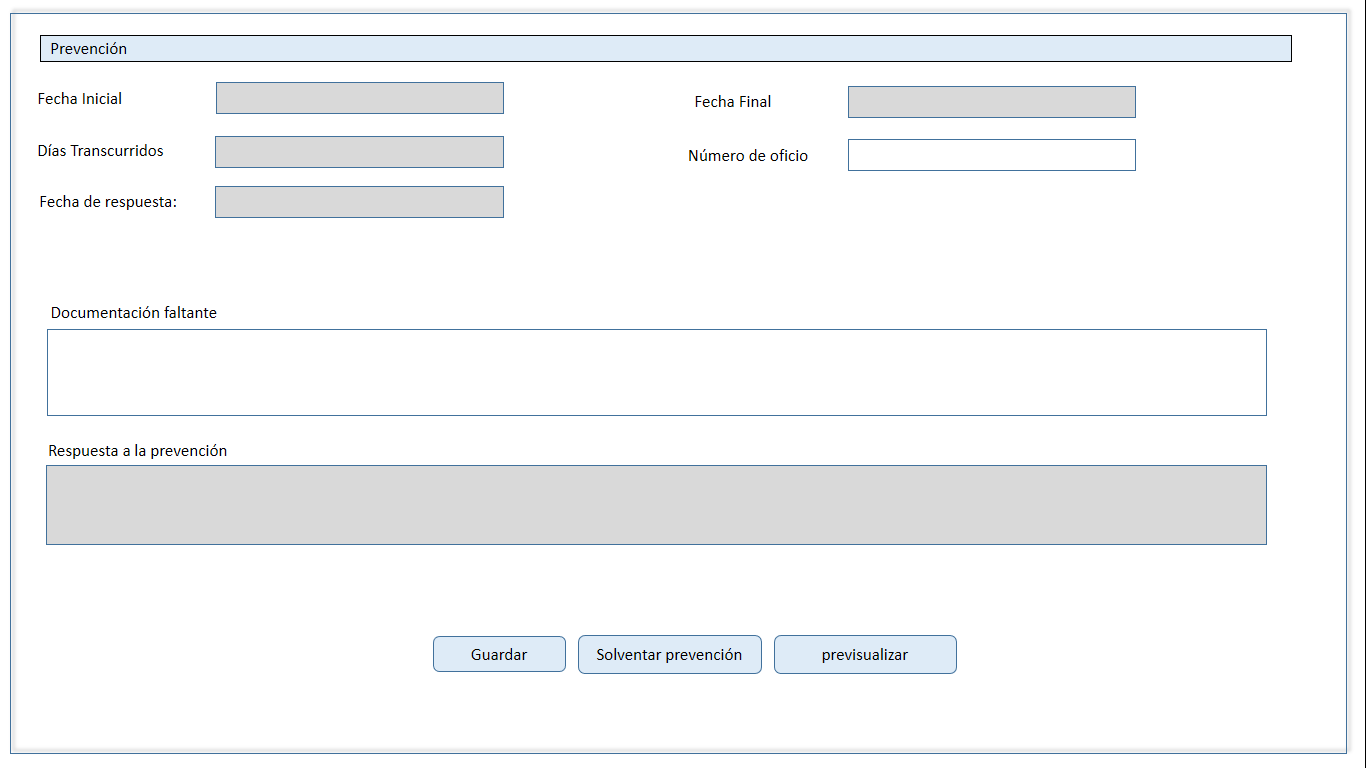 Prevención
Fecha Inicial
Fecha Final
Días Transcurridos
Número de oficio
Fecha de respuesta:
Documentación faltante
Respuesta a la prevención
Guardar
Solventar prevención
previsualizar